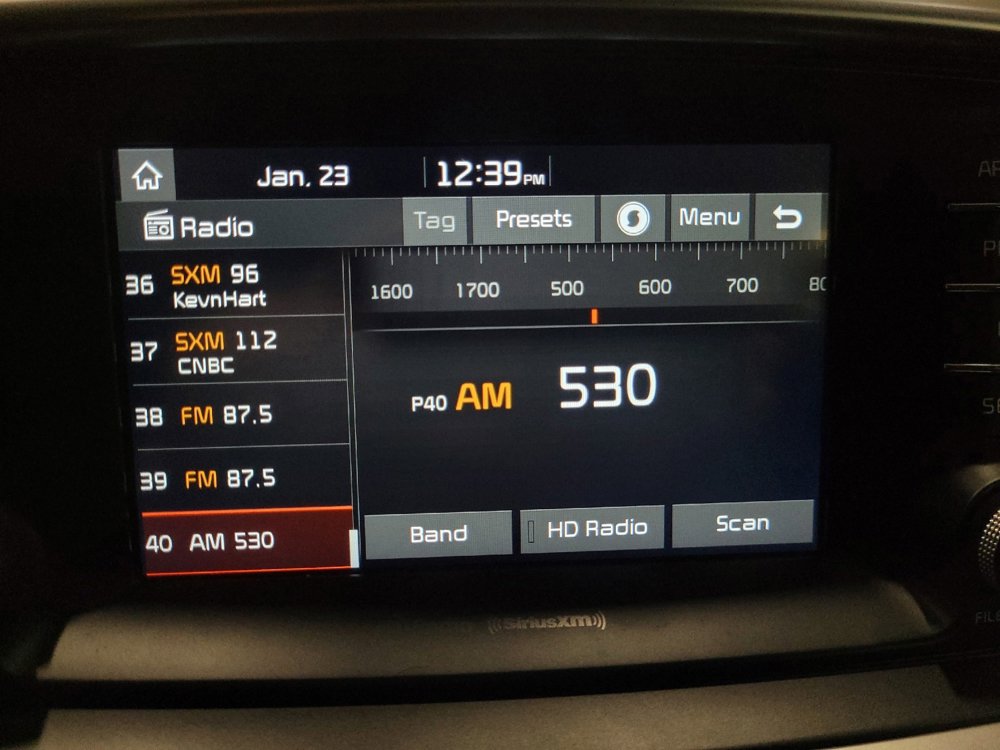 Jan. 23 12:39PM
Radio Tag Presets Menu
36 SXM 96
KevnHart
37 SXM 112
CNBC
38 FM 87.5
39 FM 87.5
40 AM 530
1600 1700 500 600 700
P40 AM 530
Band HD Radio Scan
((SiriusXM))